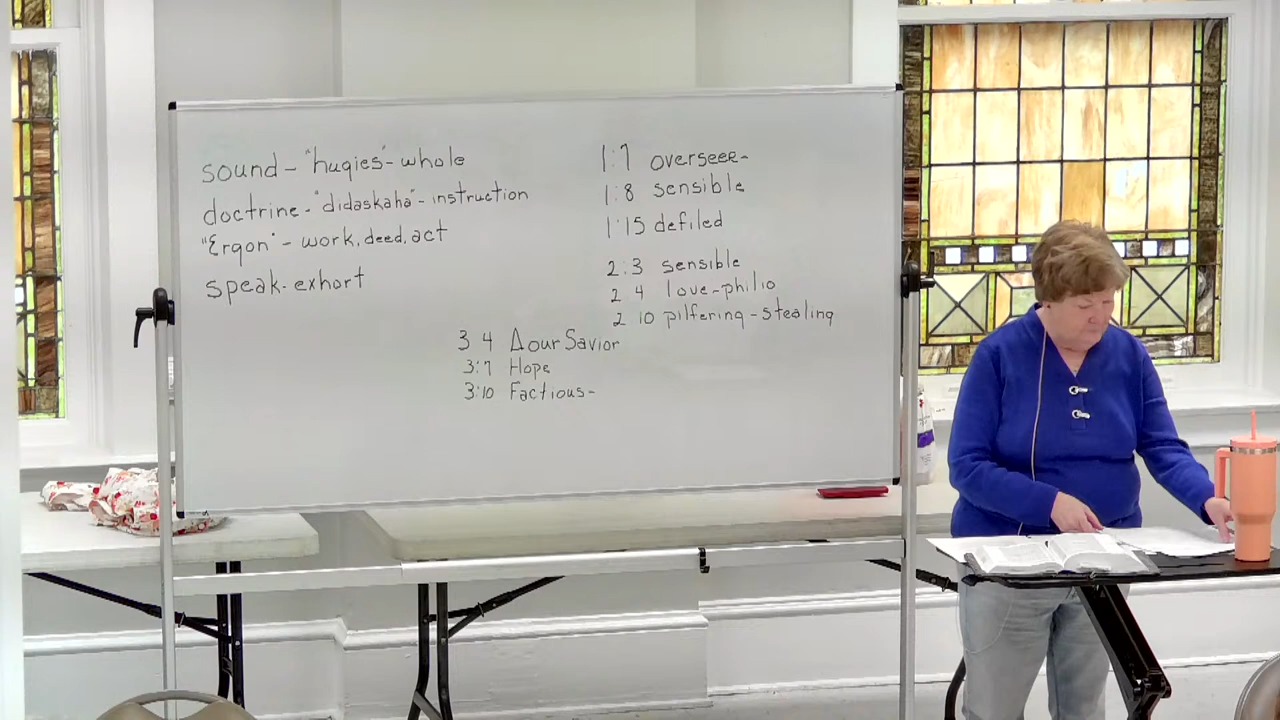 sound - "hugies" - whole
doctrine - "didaskaha" - instruction
"Ergon" - work, deed, act
speak - exhort
1:7 overseer -
1:8 sensible
1:15 defiled
2:3 sensible
2 4 love - philio
2 10 pilfering - stealing
3 4 Δ our Savior
3:7 Hope
3:10 Factious -